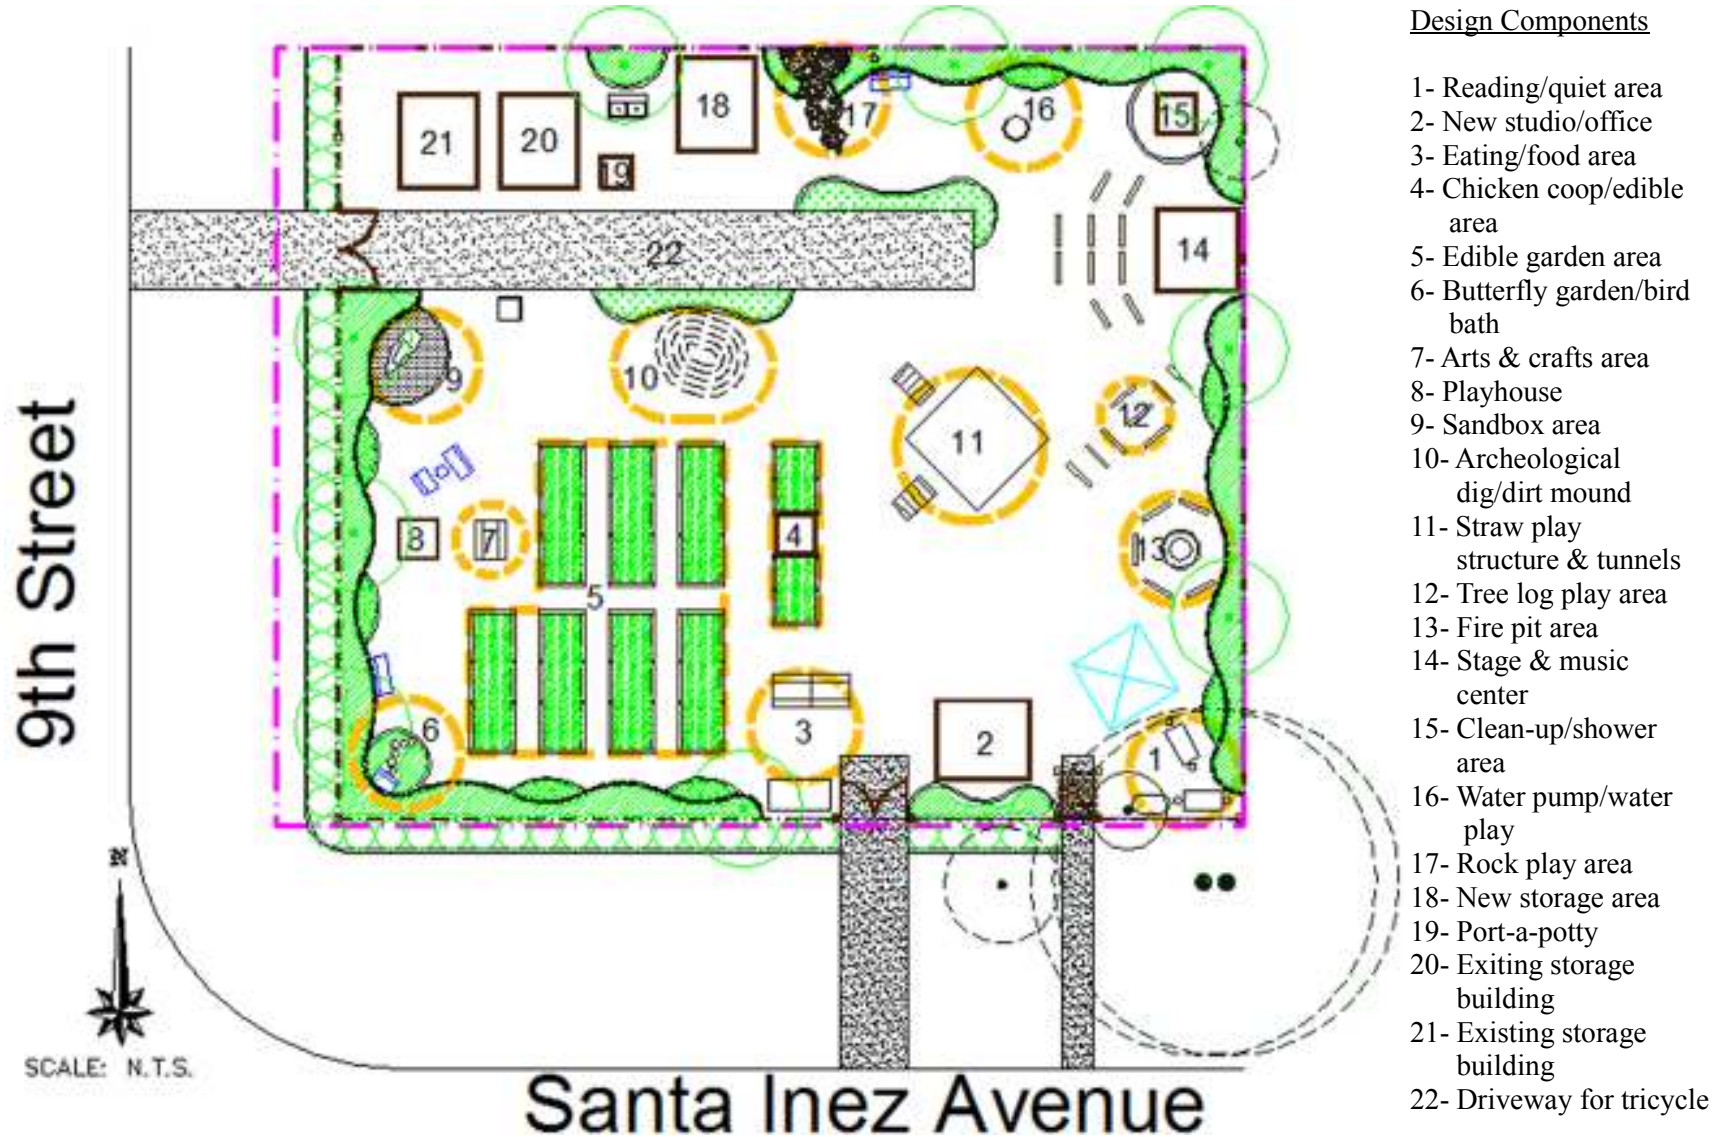 Design Components
1- Reading/quiet area
2- New studio/office
3- Eating/food area
4- Chicken coop/edible
area
5- Edible garden area
6- Butterfly garden/bird
bath
7- Arts & crafts area
8- Playhouse
9- Sandbox area
10- Archeological
dig/dirt mound
11- Straw play
structure & tunnels
12- Tree log play area
13- Fire pit area
14- Stage & music
center
15- Clean-up/shower
area
16- Water pump/water
play
17- Rock play area
18- New storage area
19- Port-a-potty
20- Exiting storage
building
21- Existing storage
building
22- Driveway for tricycle
21
20
19
18
17
16
15
22
14
9
10
11
12
8
7
5
4
13
6
3
2
1
9th Street
N
SCALE: N.T.S.
Santa Inez Avenue